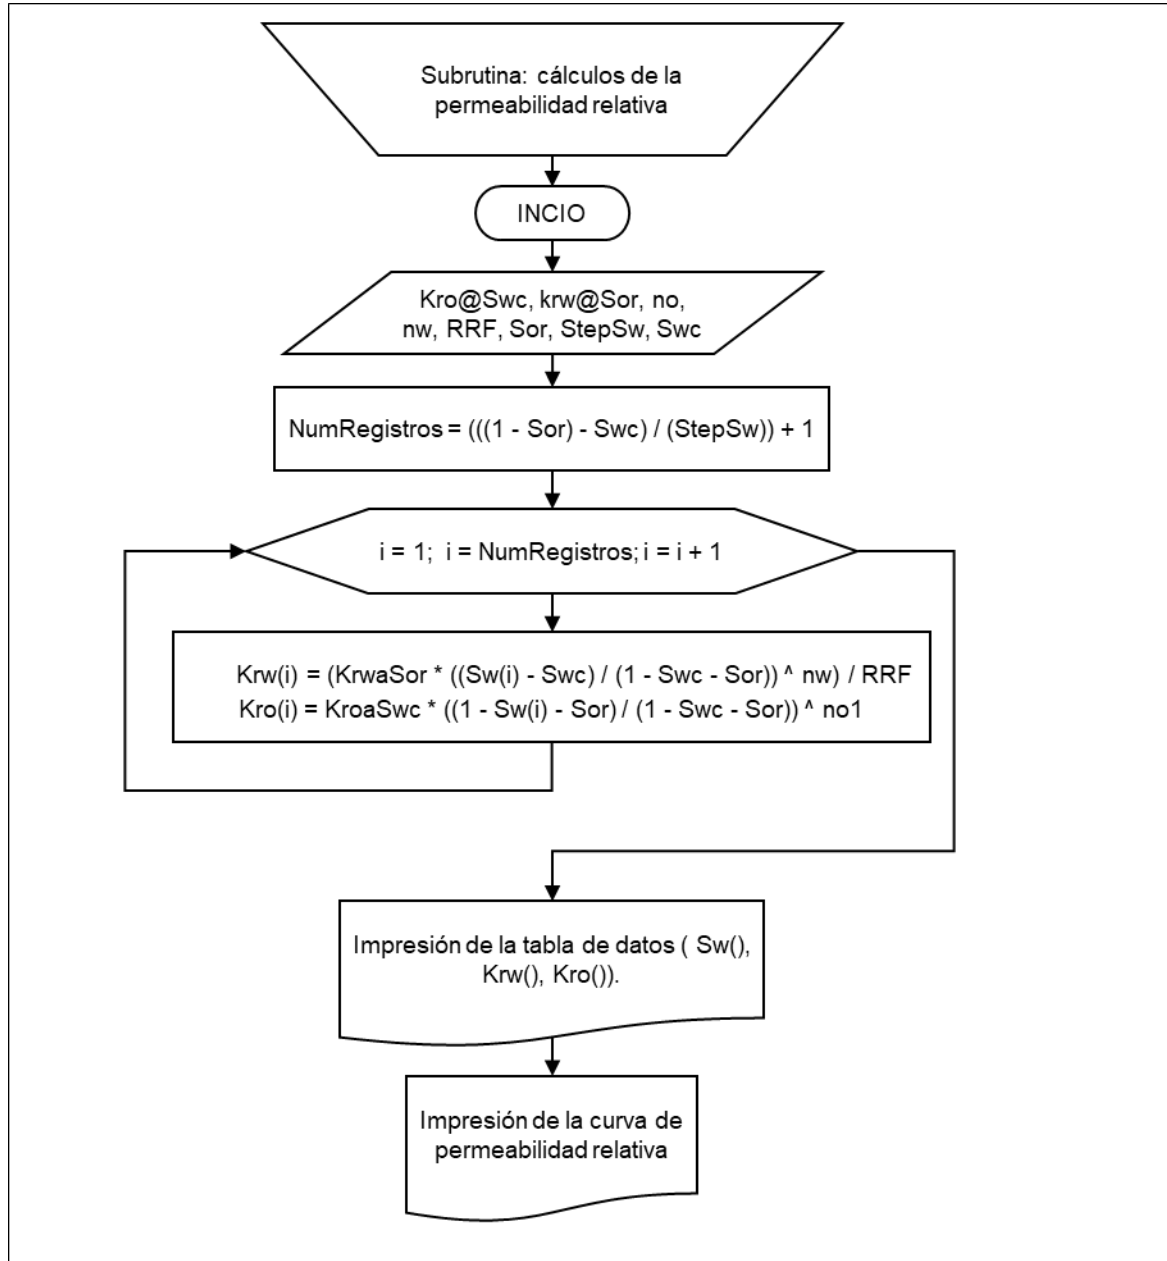 Subrutina: cálculos de la
permeabilidad relativa
INCIO
Kro@Swc, krw@Sor, no,
nw, RRF, Sor, StepSw, Swc
NumRegistros = (((1 - Sor) - Swc) / (StepSw)) + 1
i = 1; i = NumRegistros; i = i + 1
Krw(i) = (KrwaSor * ((Sw(i) - Swc) / (1 - Swc - Sor)) ^ nw) / RRF
Kro(i) = KroaSwc * ((1 - Sw(i) - Sor) / (1 - Swc - Sor)) ^ no1
Impresión de la tabla de datos ( Sw(),
Krw(), Kro()).
Impresión de la curva de
permeabilidad relativa